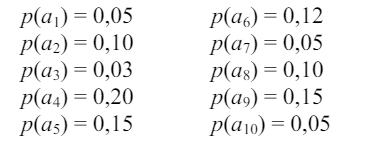 p(a₁) = 0,05
p(a₂) = 0,10
p(a₃) = 0,03
p(a₄) = 0,20
p(a₅) = 0,15
p(a₆) = 0,12
p(a₇) = 0,05
p(a₈) = 0,10
p(a₉) = 0,15
p(a₁₀) = 0,05